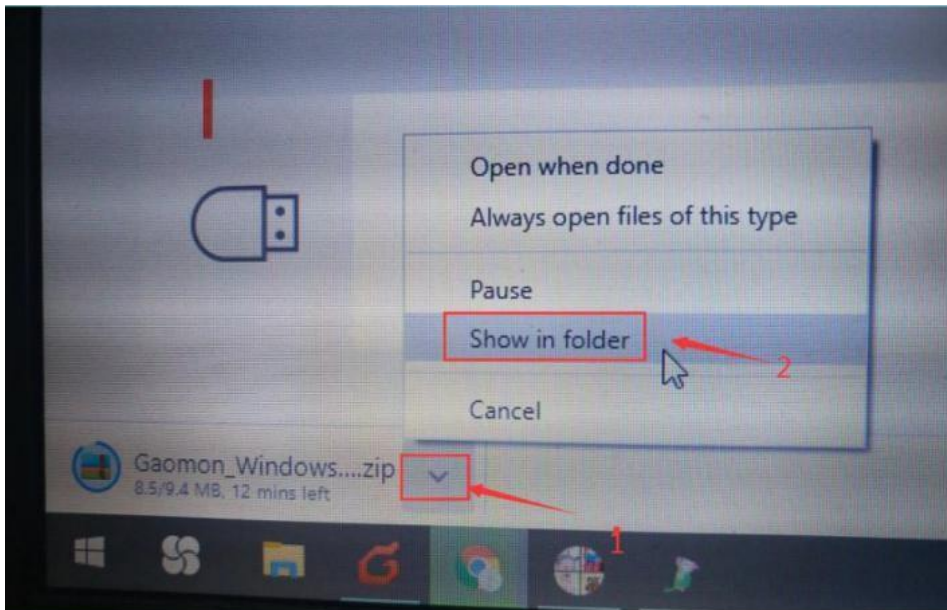 Open when done
Always open files of this type
Pause
Show in folder
2
Cancel
Gaomon_Windows....zip
8.5/9.4 MB, 12 mins left
1